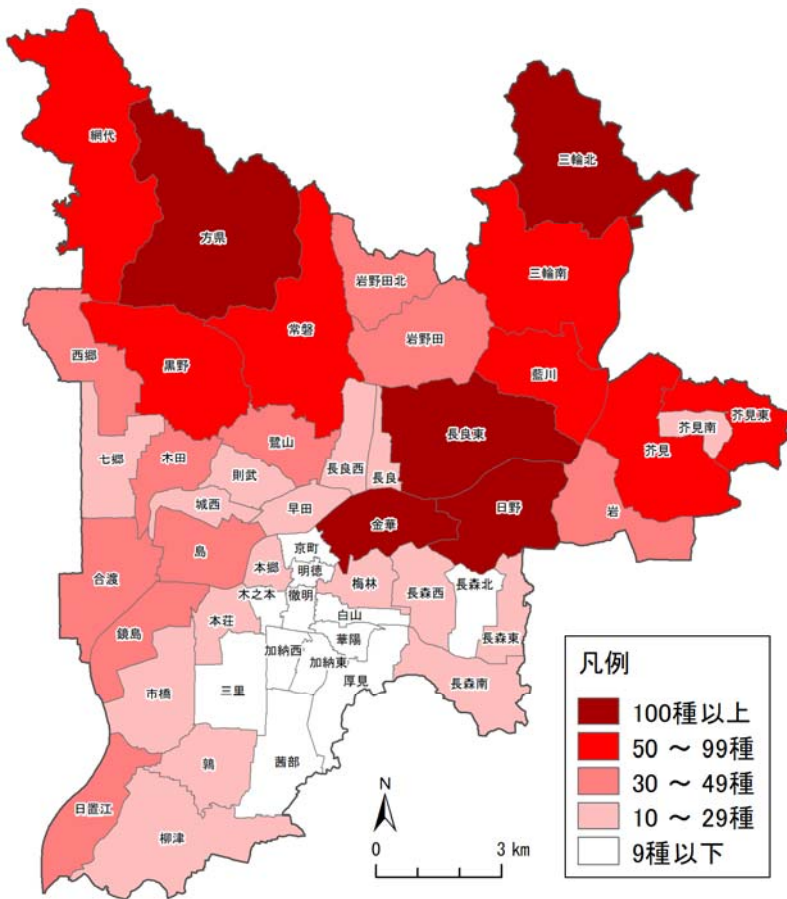 網代
三輪北
方県
三輪南
岩野田北
常磐
岩野田
西郷
黒野
藍川
芥見東
芥見南
長良東
芥見
鷺山
木田
七郷
則武
長良西
長良
城西
早田
日野
岩
金華
京町
島
合渡
本郷
明徳
梅林
長森西
長森北
木之本
徹明
白山
本荘
鏡島
華陽
長森東
加納西
加納東
厚見
長森南
市橋
三里
鶉
茜部
日置江
柳津
N
0 3 km
凡例
100種以上
50 ~ 99種
30 ~ 49種
10 ~ 29種
9種以下